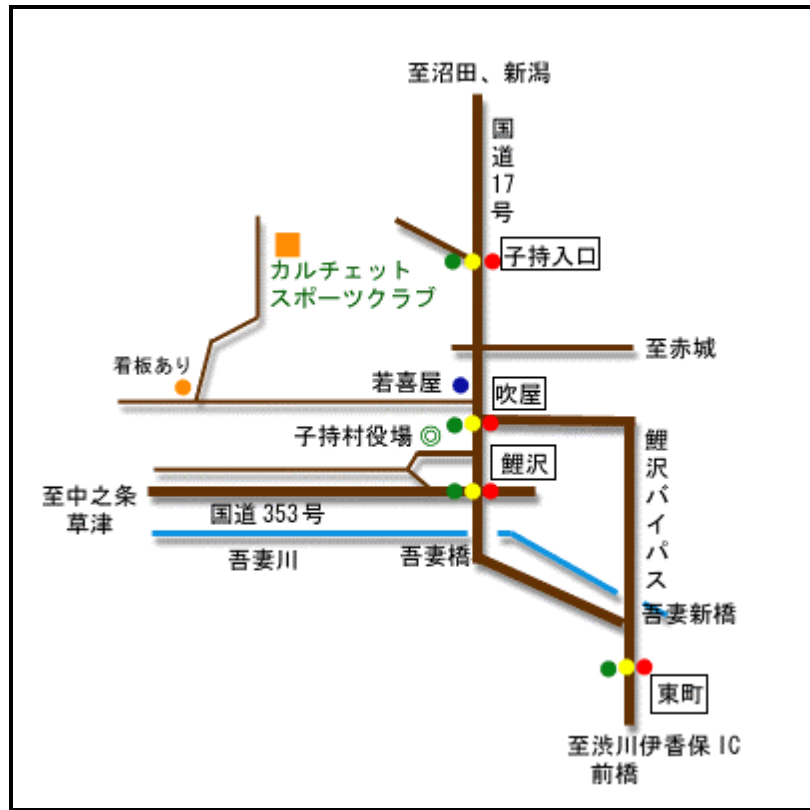 至沼田、新潟
国道17号
子持入口
カルチェット
スポーツクラブ
至赤城
看板あり
若喜屋
吹屋
子持村役場
鯉沢
鯉沢バイパス
至中之条
草津
国道353号
吾妻川
吾妻橋
吾妻新橋
東町
至渋川伊香保IC
前橋